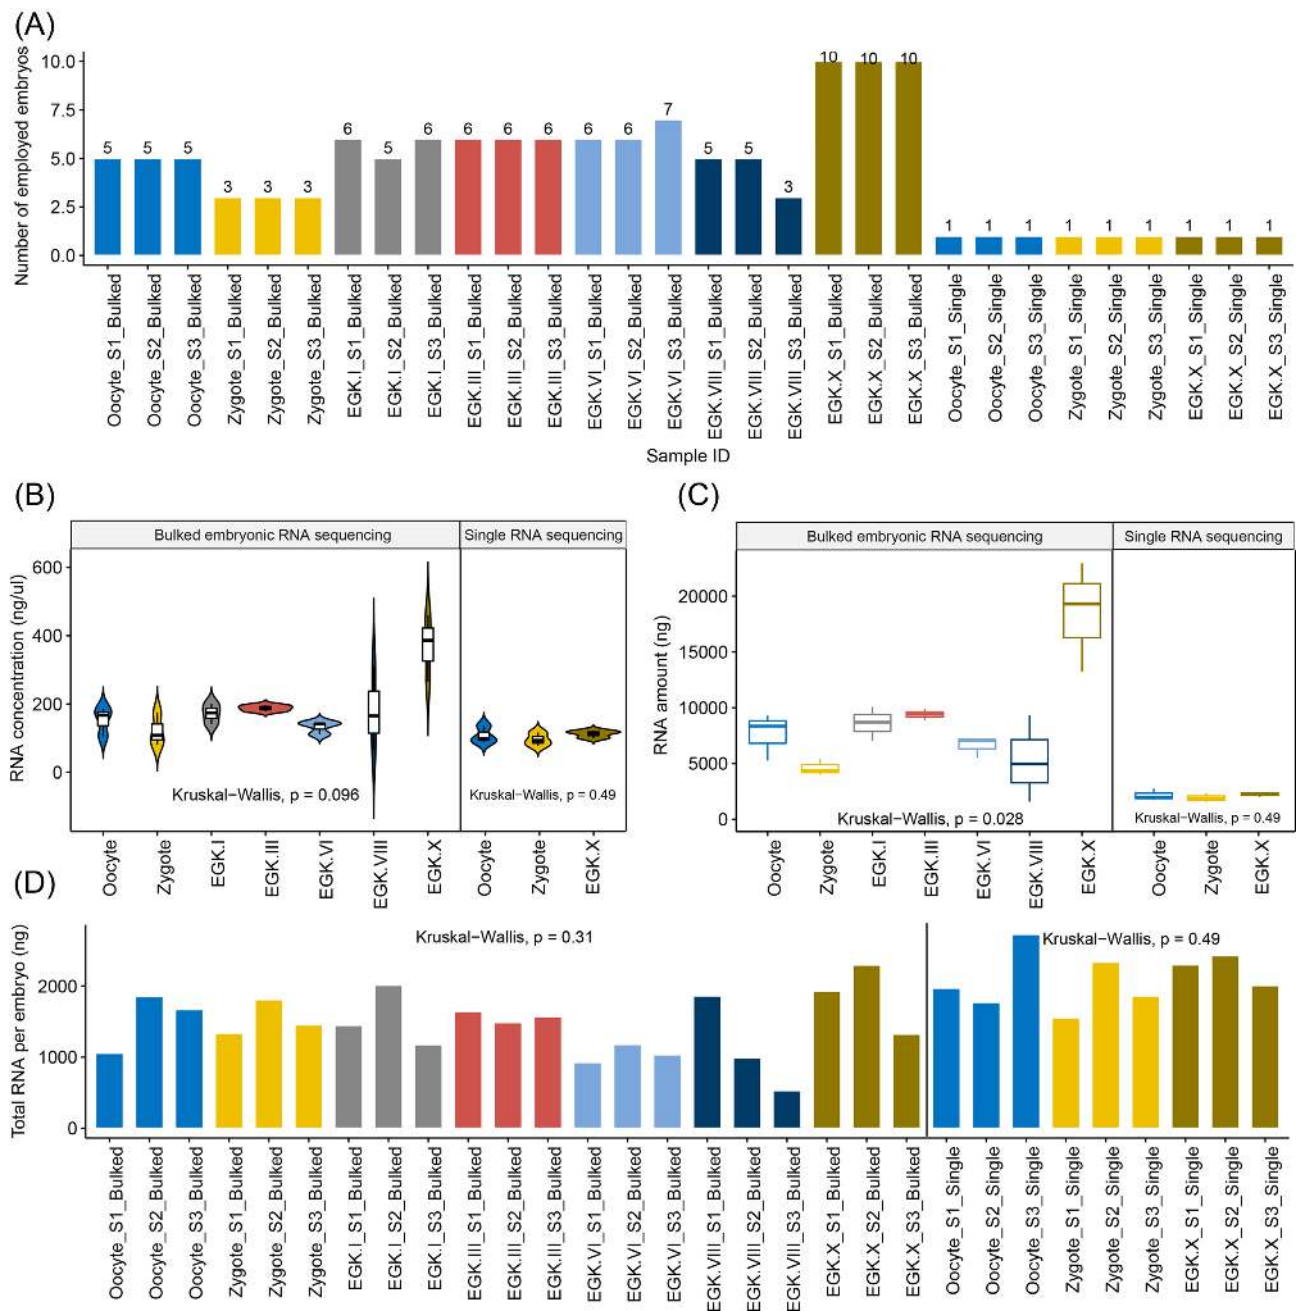 (A)
Number of employed embryos
10.0
7.5
5.0
2.5
0.0
5 5 5 3 3 3 6 5 6 6 6 6 6 6 7 5 5 3 10 10 10 1 1 1 1 1 1 1 1 1
Oocyte_S1_Bulked
Oocyte_S2_Bulked
Oocyte_S3_Bulked
Zygote_S1_Bulked
Zygote_S2_Bulked
Zygote_S3_Bulked
EGK.I_S1_Bulked
EGK.I_S2_Bulked
EGK.I_S3_Bulked
EGK.III_S1_Bulked
EGK.III_S2_Bulked
EGK.III_S3_Bulked
EGK.VI_S1_Bulked
EGK.VI_S2_Bulked
EGK.VI_S3_Bulked
EGK.VIII_S1_Bulked
EGK.VIII_S2_Bulked
EGK.VIII_S3_Bulked
EGK.X_S1_Bulked
EGK.X_S2_Bulked
EGK.X_S3_Bulked
Oocyte_S1_Single
Oocyte_S2_Single
Oocyte_S3_Single
Zygote_S1_Single
Zygote_S2_Single
Zygote_S3_Single
EGK.X_S1_Single
EGK.X_S2_Single
EGK.X_S3_Single
Sample ID
(B)
Bulked embryonic RNA sequencing
Single RNA sequencing
RNA concentration (ng/ul)
600
400
200
0
Kruskal−Wallis, p = 0.096
Kruskal−Wallis, p = 0.49
Oocyte
Zygote
EGK.I
EGK.III
EGK.VI
EGK.VIII
EGK.X
Oocyte
Zygote
EGK.X
(C)
Bulked embryonic RNA sequencing
Single RNA sequencing
RNA amount (ng)
20000
15000
10000
5000
0
Kruskal−Wallis, p = 0.028
Kruskal−Wallis, p = 0.49
Oocyte
Zygote
EGK.I
EGK.III
EGK.VI
EGK.VIII
EGK.X
Oocyte
Zygote
EGK.X
(D)
Total RNA per embryo (ng)
2000
1000
0
Kruskal−Wallis, p = 0.31
Kruskal−Wallis, p = 0.49
Oocyte_S1_Bulked
Oocyte_S2_Bulked
Oocyte_S3_Bulked
Zygote_S1_Bulked
Zygote_S2_Bulked
Zygote_S3_Bulked
EGK.I_S1_Bulked
EGK.I_S2_Bulked
EGK.I_S3_Bulked
EGK.III_S1_Bulked
EGK.III_S2_Bulked
EGK.III_S3_Bulked
EGK.VI_S1_Bulked
EGK.VI_S2_Bulked
EGK.VI_S3_Bulked
EGK.VIII_S1_Bulked
EGK.VIII_S2_Bulked
EGK.VIII_S3_Bulked
EGK.X_S1_Bulked
EGK.X_S2_Bulked
EGK.X_S3_Bulked
Oocyte_S1_Single
Oocyte_S2_Single
Oocyte_S3_Single
Zygote_S1_Single
Zygote_S2_Single
Zygote_S3_Single
EGK.X_S1_Single
EGK.X_S2_Single
EGK.X_S3_Single